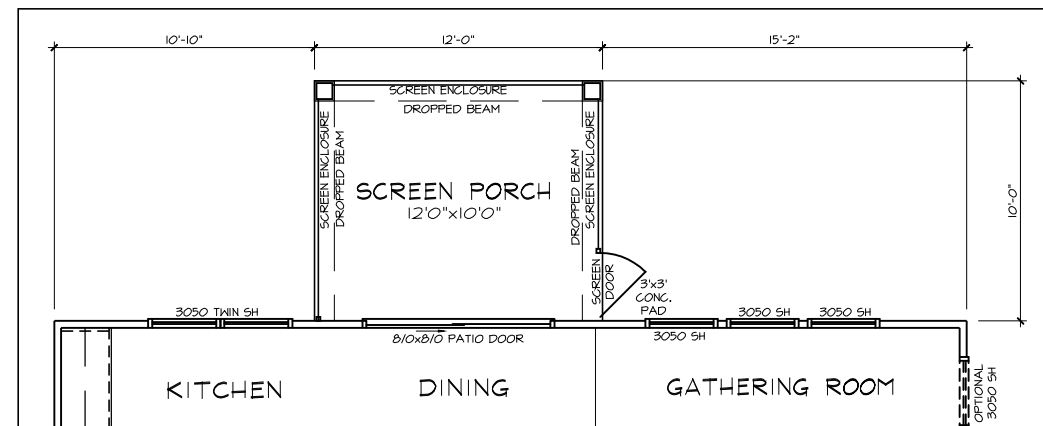 10'-10"
12'-0"
15'-2"
SCREEN ENCLOSURE
DROPPED BEAM
SCREEN ENCLOSURE
DROPPED BEAM
DROPPED BEAM
SCREEN ENCLOSURE
SCREEN PORCH
12'0"x10'0"
10'-0"
SCREEN
DOOR
3'x3'
CONC.
PAD
3050 TWIN SH
3050 SH
3050 SH
8/0x8/0 PATIO DOOR
3050 SH
KITCHEN
DINING
GATHERING ROOM
OPTIONAL
3050 SH